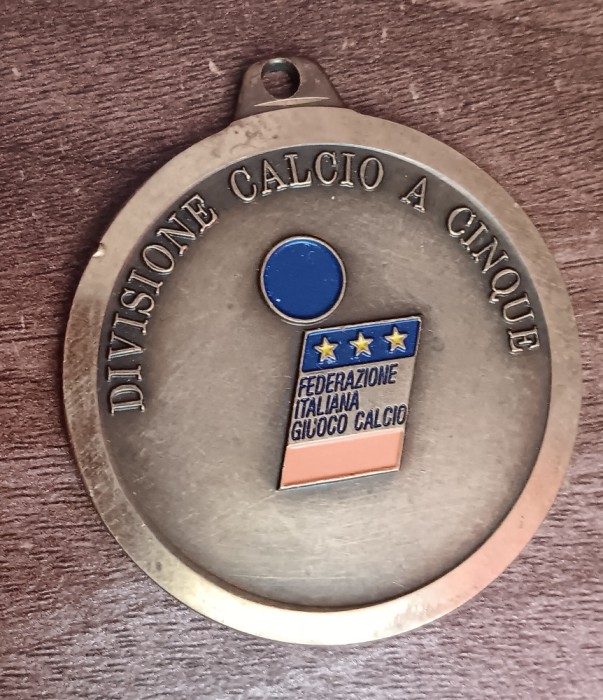 DIVISIONE CALCIO A CINQUE
FEDERAZIONE
ITALIANA
GIUOCO CALCIO